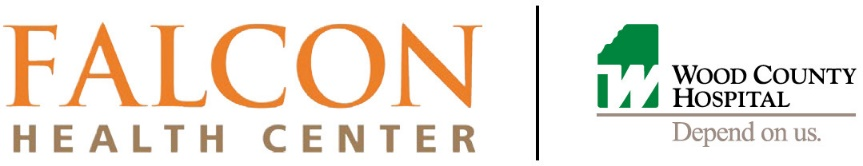 FALCON
HEALTH CENTER
W
WOOD COUNTY
HOSPITAL
Depend on us.